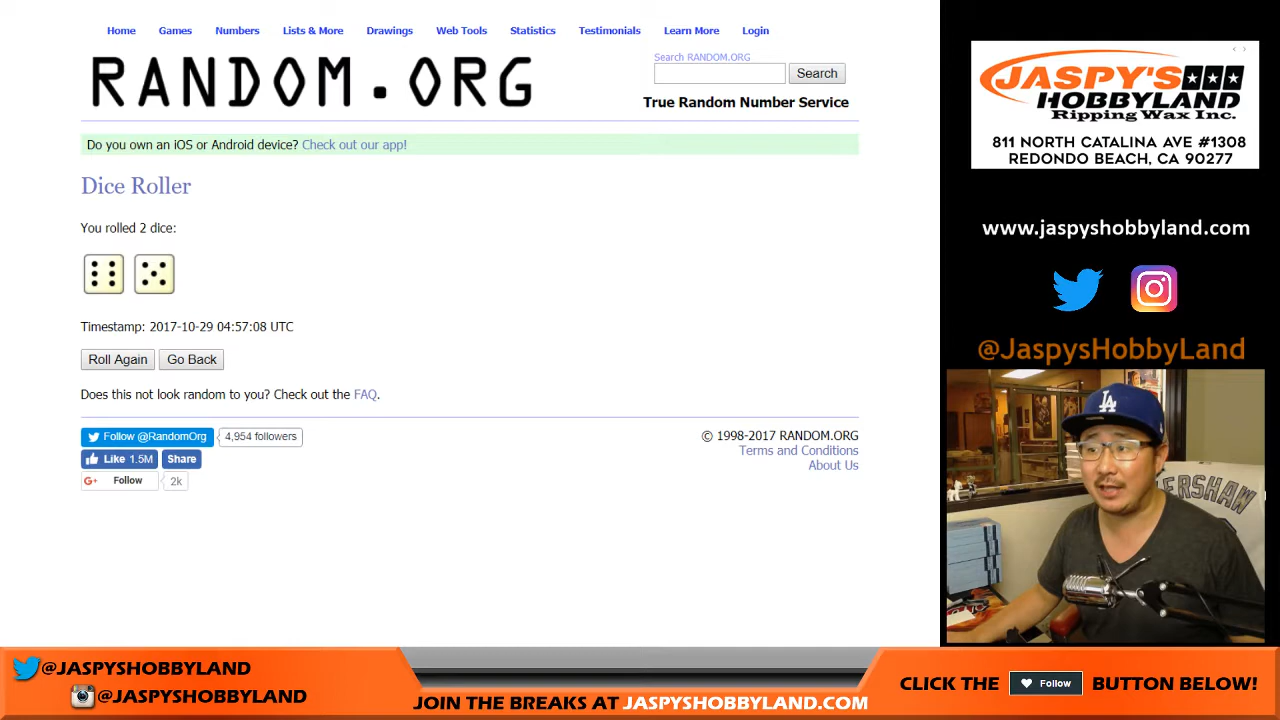 Home Games Numbers Lists & More Drawings Web Tools Statistics Testimonials Learn More Login
RANDOM.ORG
Search RANDOM.ORG
Search
True Random Number Service
Do you own an iOS or Android device? Check out our app!
Dice Roller
You rolled 2 dice:
Timestamp: 2017-10-29 04:57:08 UTC
Roll Again Go Back
Does this not look random to you? Check out the FAQ.
Follow @RandomOrg 4,954 followers
Like 1.5M Share
G+ Follow 2k
© 1998-2017 RANDOM.ORG
Terms and Conditions
About Us
JASPY'S
HOBBYLAND
Ripping Wax Inc.
811 NORTH CATALINA AVE #1308
REDONDO BEACH, CA 90277
www.jaspyshobbyland.com
@JaspysHobbyLand
LA
ERSHAW
@JASPYSHOBBYLAND
@JASPYSHOBBYLAND
JOIN THE BREAKS AT JASPYSHOBBYLAND.COM
CLICK THE Follow BUTTON BELOW!